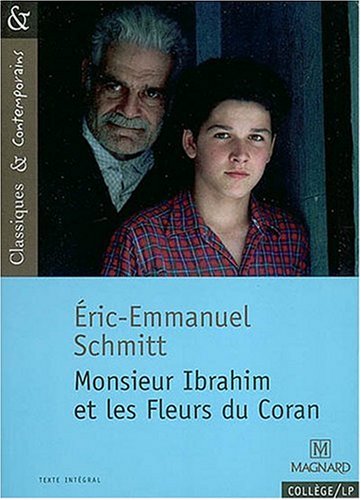 &
Classiques & Contemporains
Éric-Emmanuel
Schmitt
Monsieur Ibrahim
et les Fleurs du Coran
TEXTE INTÉGRAL
M
MAGNARD
COLLÈGE/LP